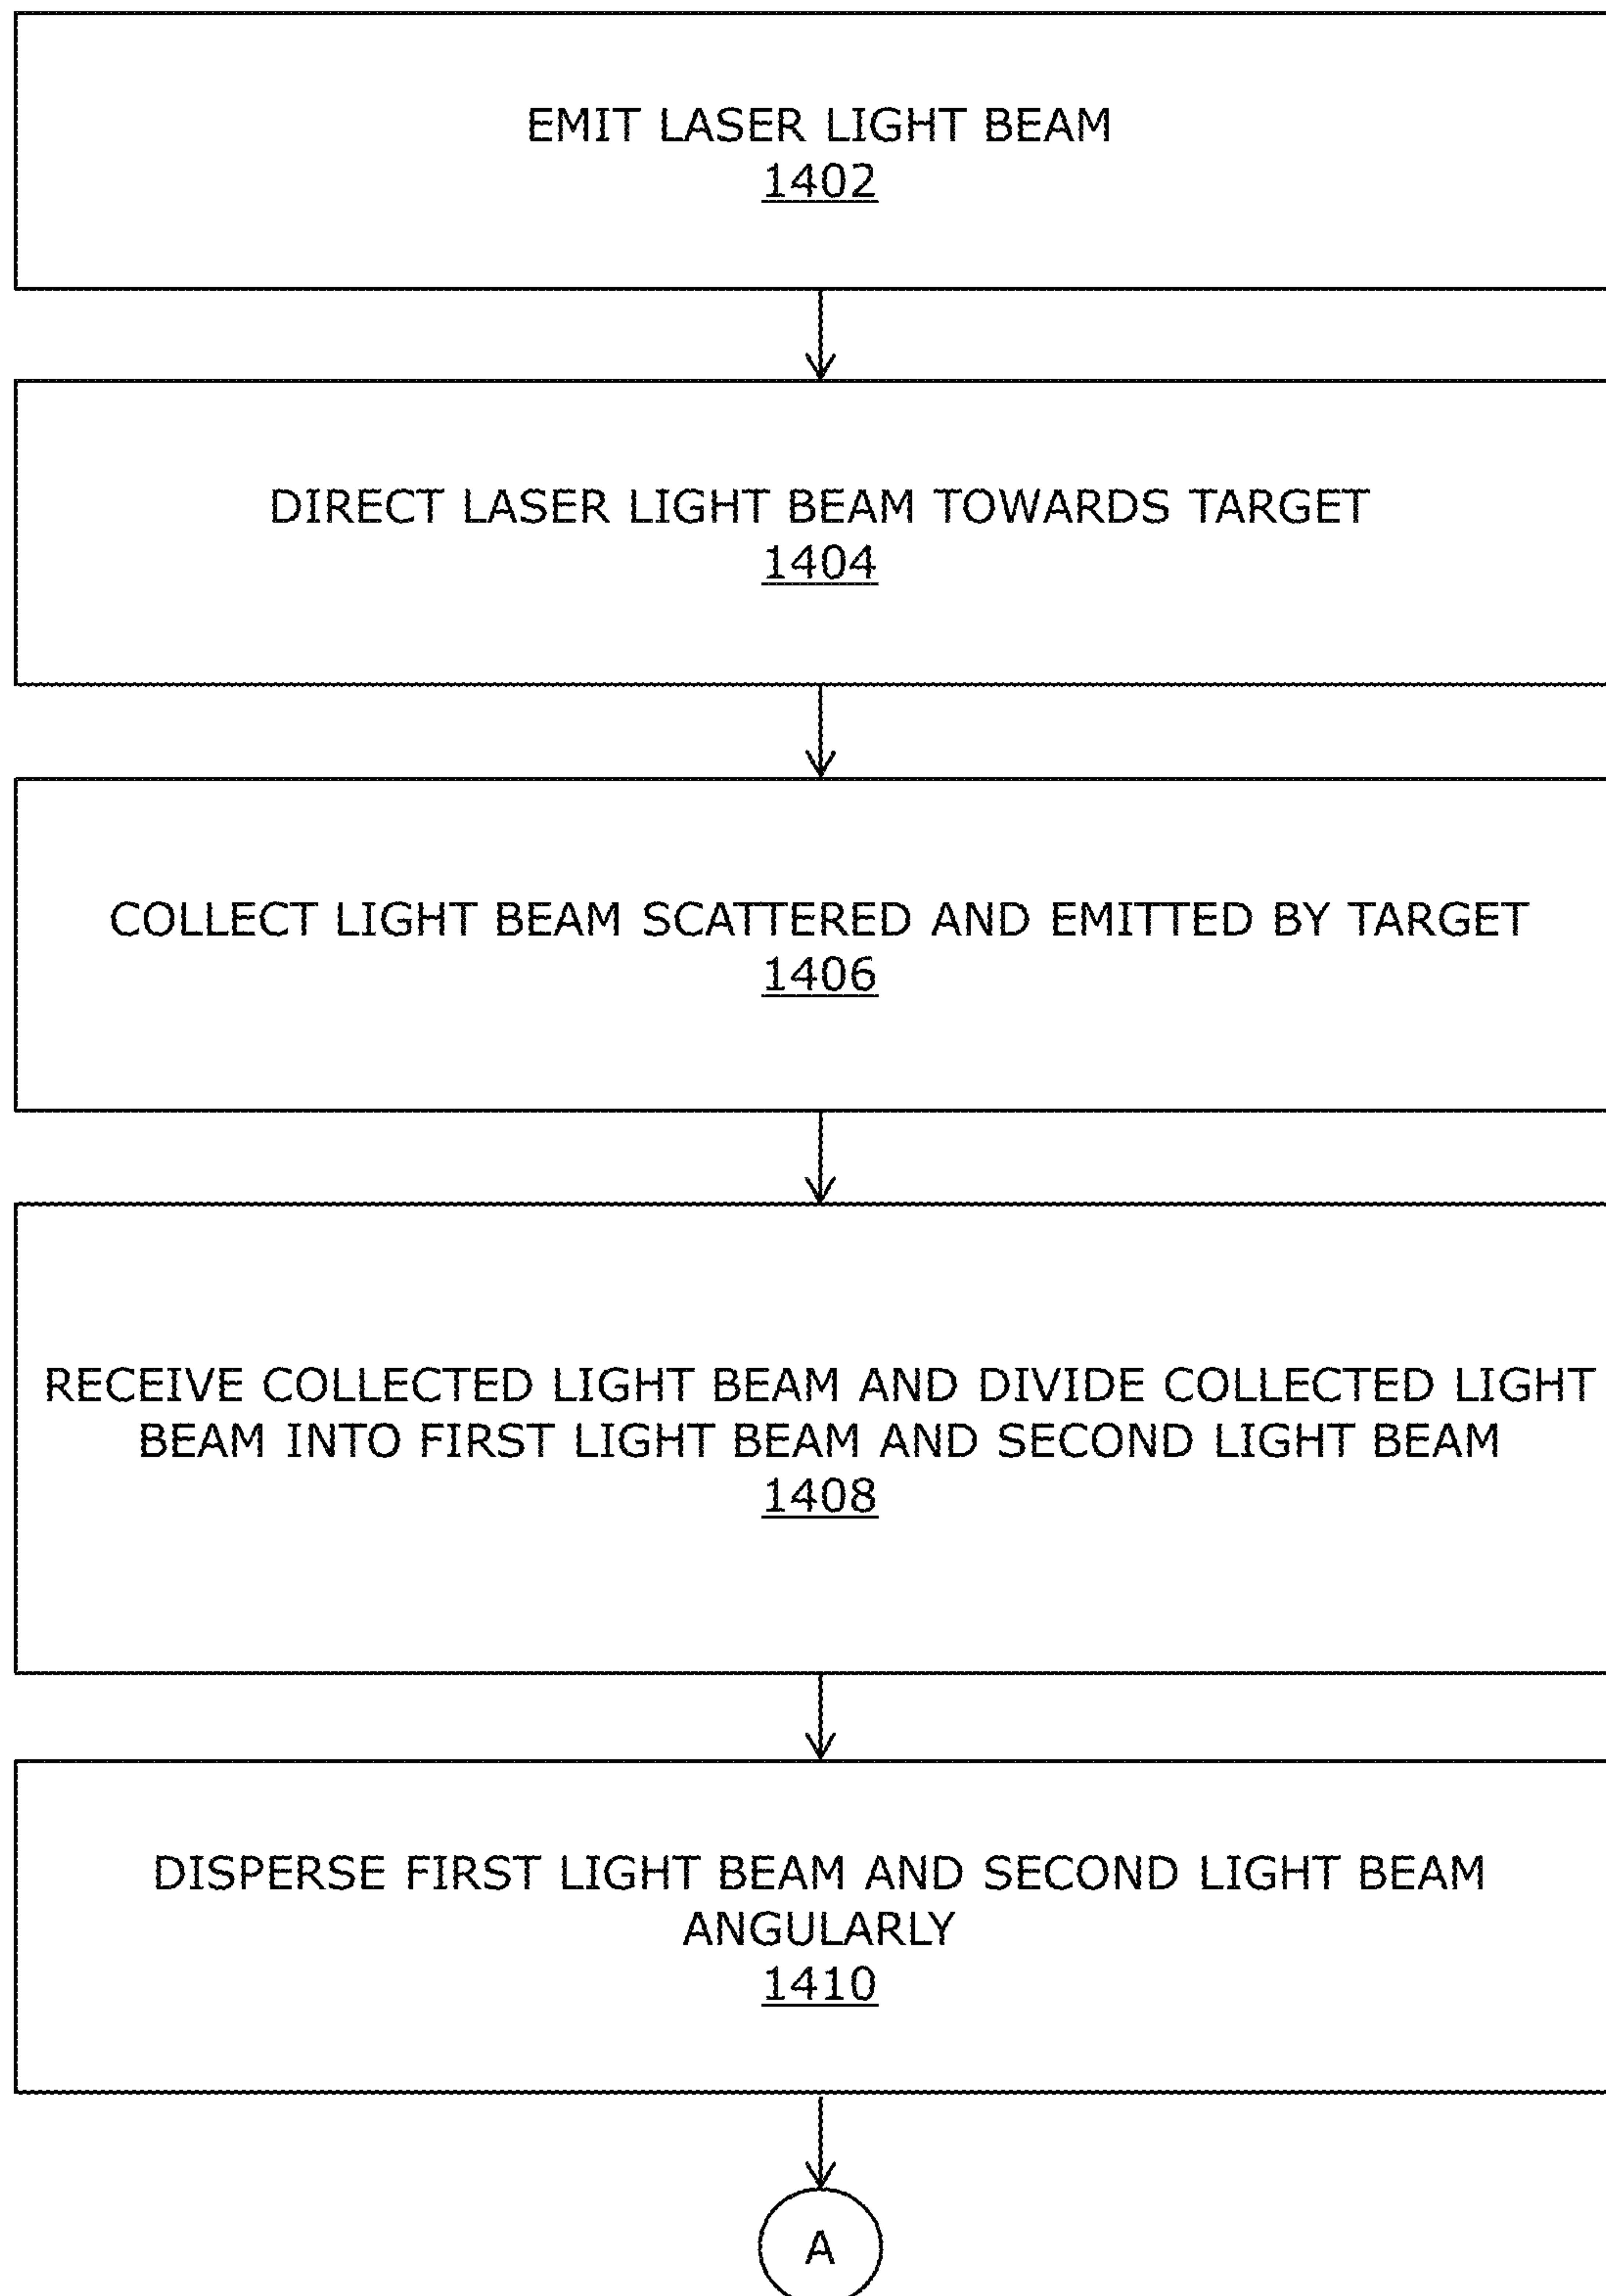 EMIT LASER LIGHT BEAM
1402
DIRECT LASER LIGHT BEAM TOWARDS TARGET
1404
COLLECT LIGHT BEAM SCATTERED AND EMITTED BY TARGET
1406
RECEIVE COLLECTED LIGHT BEAM AND DIVIDE COLLECTED LIGHT
BEAM INTO FIRST LIGHT BEAM AND SECOND LIGHT BEAM
1408
DISPERSE FIRST LIGHT BEAM AND SECOND LIGHT BEAM
ANGULARLY
1410
A